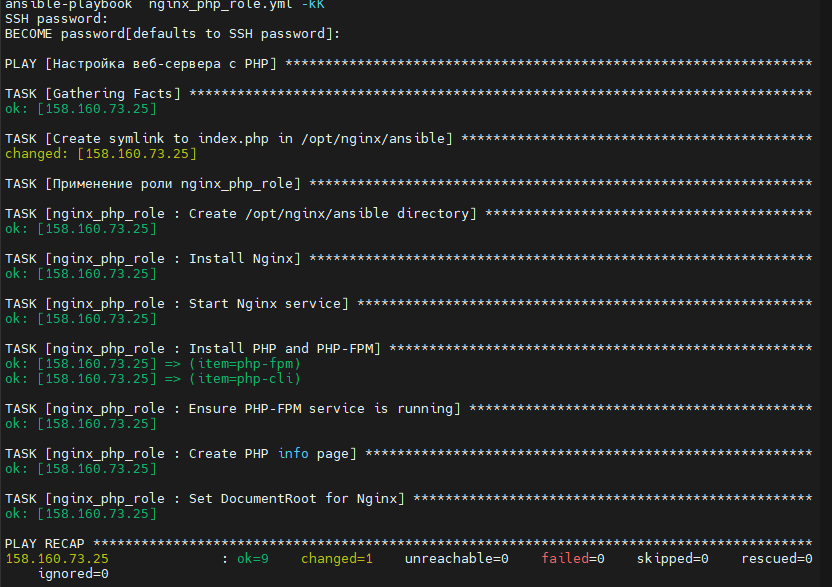 ansible-playbook  nginx_php_role.yml -kK
SSH password:
BECOME password[defaults to SSH password]:
PLAY [Настройка веб-сервера с PHP] ******************************************************************
TASK [Gathering Facts] ******************************************************************************
ok: [158.160.73.25]
TASK [Create symlink to index.php in /opt/nginx/ansible] ********************************************
changed: [158.160.73.25]
TASK [Применение роли nginx_php_role] ***************************************************************
TASK [nginx_php_role : Create /opt/nginx/ansible directory] *****************************************
ok: [158.160.73.25]
TASK [nginx_php_role : Install Nginx] ***************************************************************
ok: [158.160.73.25]
TASK [nginx_php_role : Start Nginx service] *********************************************************
ok: [158.160.73.25]
TASK [nginx_php_role : Install PHP and PHP-FPM] *****************************************************
ok: [158.160.73.25] => (item=php-fpm)
ok: [158.160.73.25] => (item=php-cli)
TASK [nginx_php_role : Ensure PHP-FPM service is running] *******************************************
ok: [158.160.73.25]
TASK [nginx_php_role : Create PHP info page] ********************************************************
ok: [158.160.73.25]
TASK [nginx_php_role : Set DocumentRoot for Nginx] **************************************************
ok: [158.160.73.25]
PLAY RECAP ******************************************************************************************
158.160.73.25              : ok=9    changed=1    unreachable=0    failed=0    skipped=0    rescued=0
    ignored=0